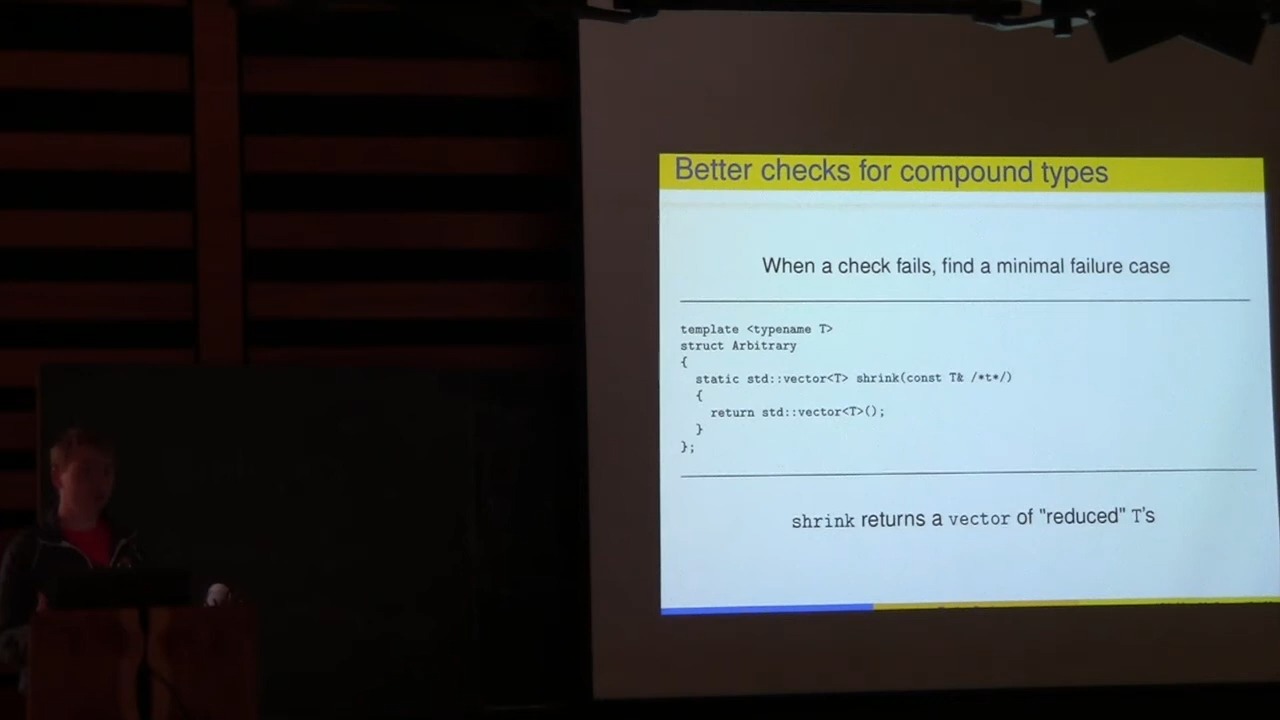 Better checks for compound types
When a check fails, find a minimal failure case
template <typename T>
struct Arbitrary
{
  static std::vector<T> shrink(const T& /*t*/)
  {
    return std::vector<T>();
  }
};
shrink returns a vector of "reduced" T's